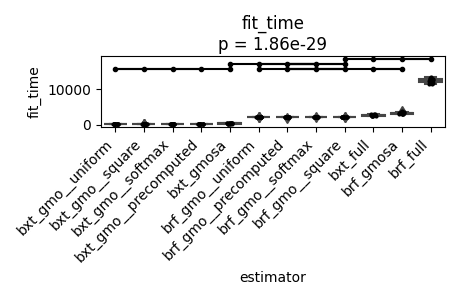 fit_time
p = 1.86e-29
fit_time
10000
0
bxt_gmo__uniform
bxt_gmo__square
bxt_gmo__softmax
bxt_gmo__precomputed
bxt_gmosa
brf_gmo__uniform
brf_gmo__precomputed
brf_gmo__softmax
brf_gmo__square
bxt_full
brf_gmosa
brf_full
estimator